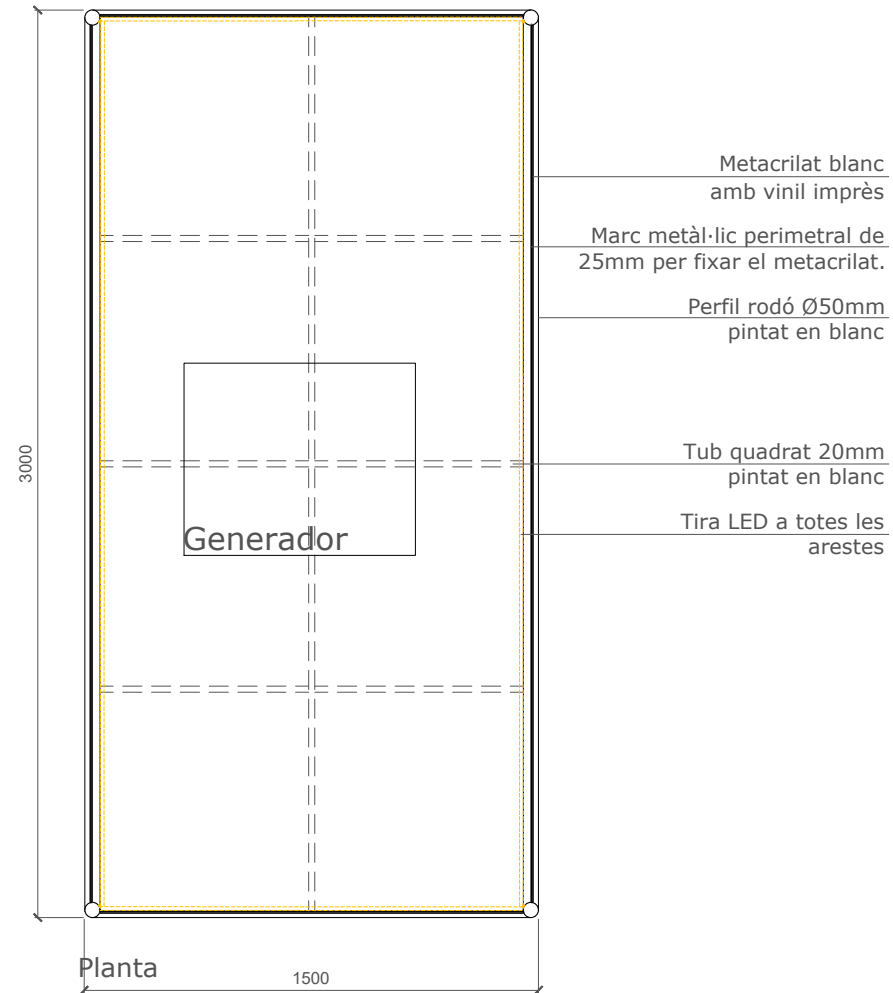 Metacrilat blanc
amb vinil imprès
Marc metàl·lic perimetral de
25mm per fixar el metacrilat.
Perfil rodó Ø50mm
pintat en blanc
3000
Tub quadrat 20mm
pintat en blanc
Tira LED a totes les
arestes
Generador
Planta
1500